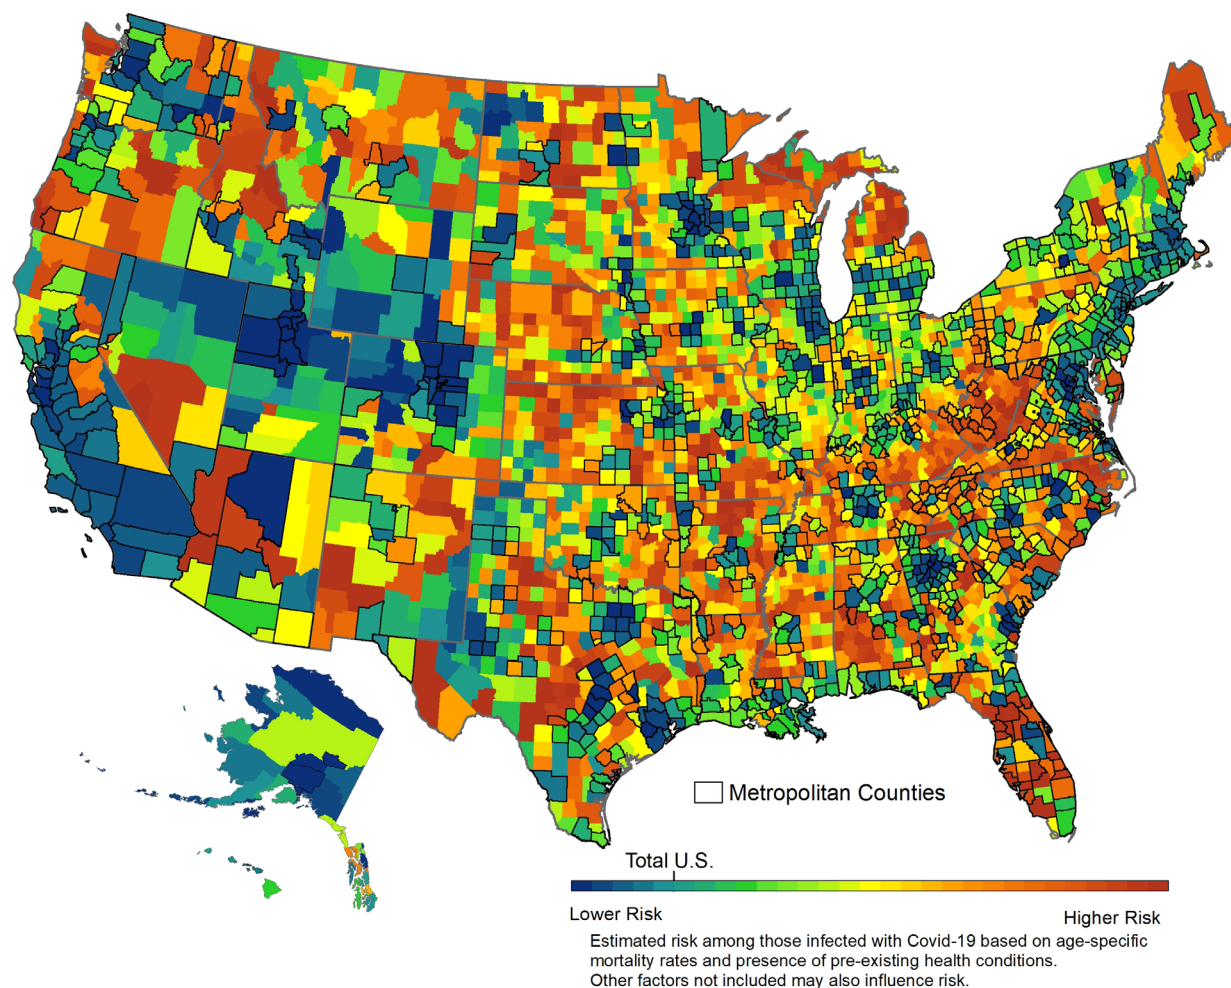 Metropolitan Counties
Total U.S.
Lower Risk
Higher Risk
Estimated risk among those infected with Covid-19 based on age-specific
mortality rates and presence of pre-existing health conditions.
Other factors not included may also influence risk.